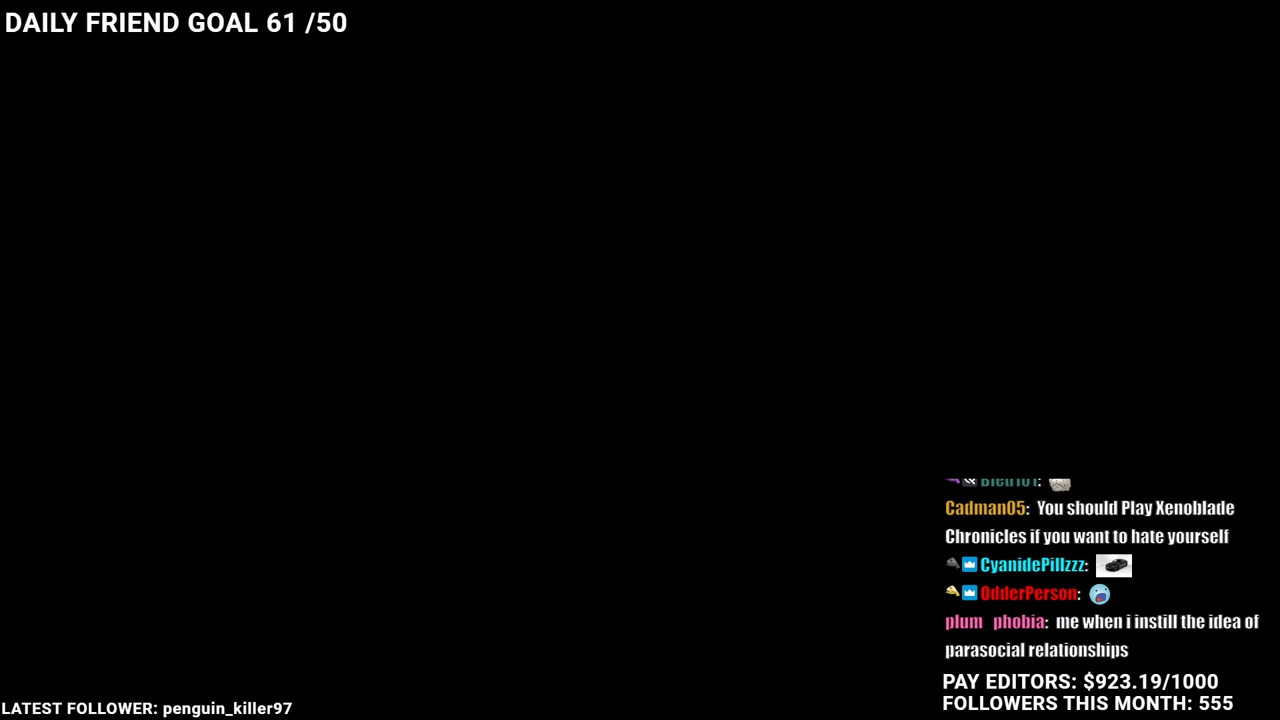 DAILY FRIEND GOAL 61 /50
Cadman05: You should Play Xenoblade
Chronicles if you want to hate yourself
CyanidePillzzz:
OdderPerson:
plum_phobia: me when i instill the idea of
parasocial relationships
PAY EDITORS: $923.19/1000
FOLLOWERS THIS MONTH: 555
LATEST FOLLOWER: penguin_killer97